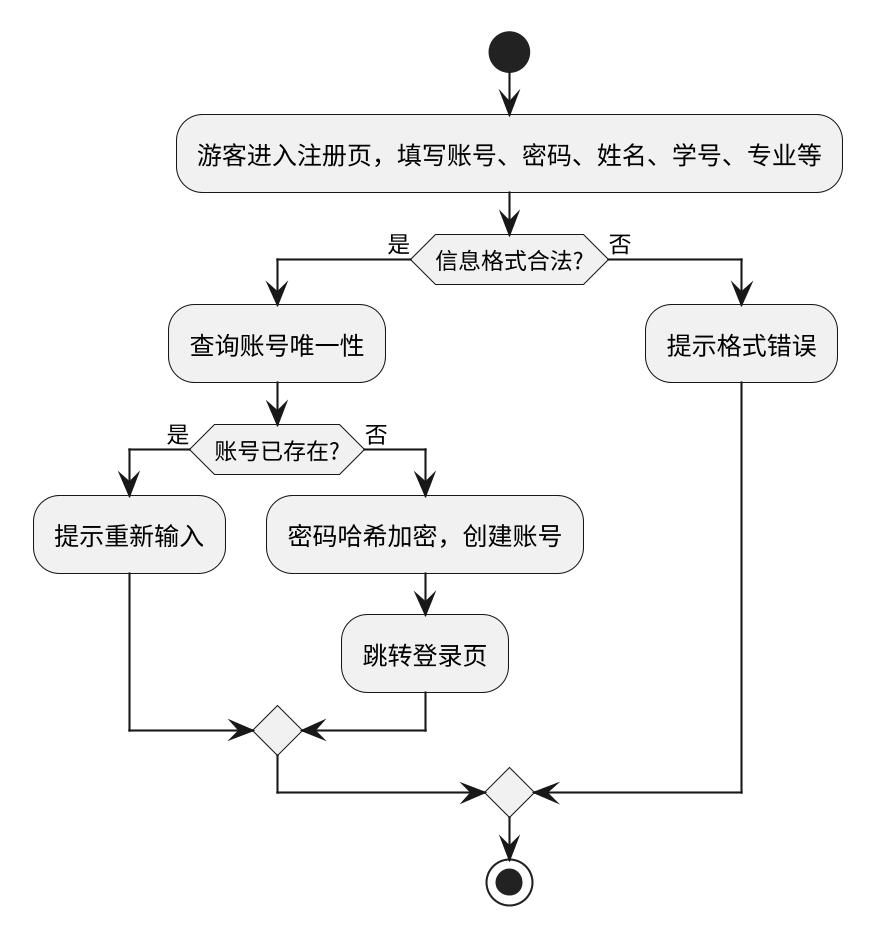 游客进入注册页，填写账号、密码、姓名、学号、专业等
是
信息格式合法?
否
查询账号唯一性
提示格式错误
是
账号已存在?
否
提示重新输入
密码哈希加密，创建账号
跳转登录页